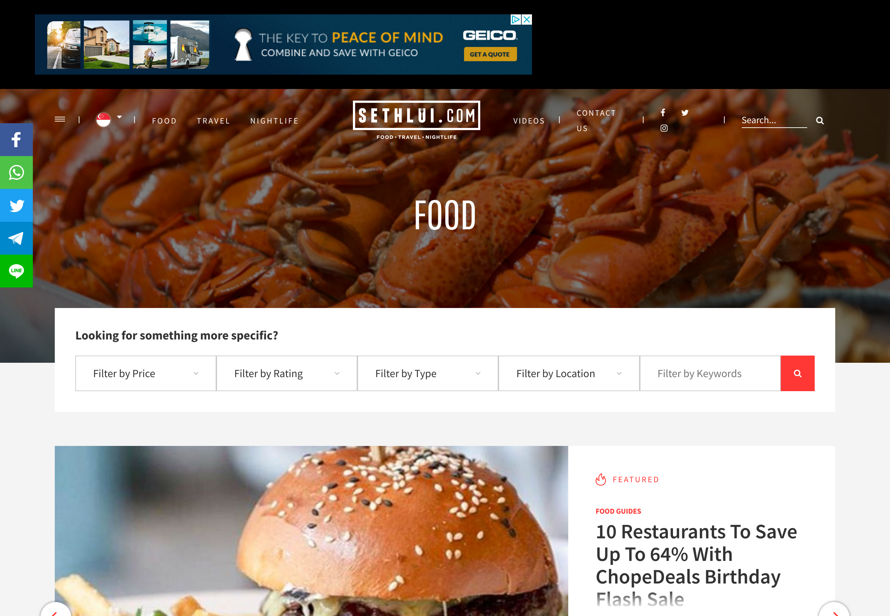 THE KEY TO PEACE OF MIND
COMBINE AND SAVE WITH GEICO
GEICO
GET A QUOTE
FOOD
TRAVEL
NIGHTLIFE
SETHLUI.COM
FOOD • TRAVEL • NIGHTLIFE
VIDEOS
CONTACT
US
Search...
FOOD
LINE
Looking for something more specific?
Filter by Price
Filter by Rating
Filter by Type
Filter by Location
Filter by Keywords
FEATURED
FOOD GUIDES
10 Restaurants To Save
Up To 64% With
ChopeDeals Birthday
Flash Sale